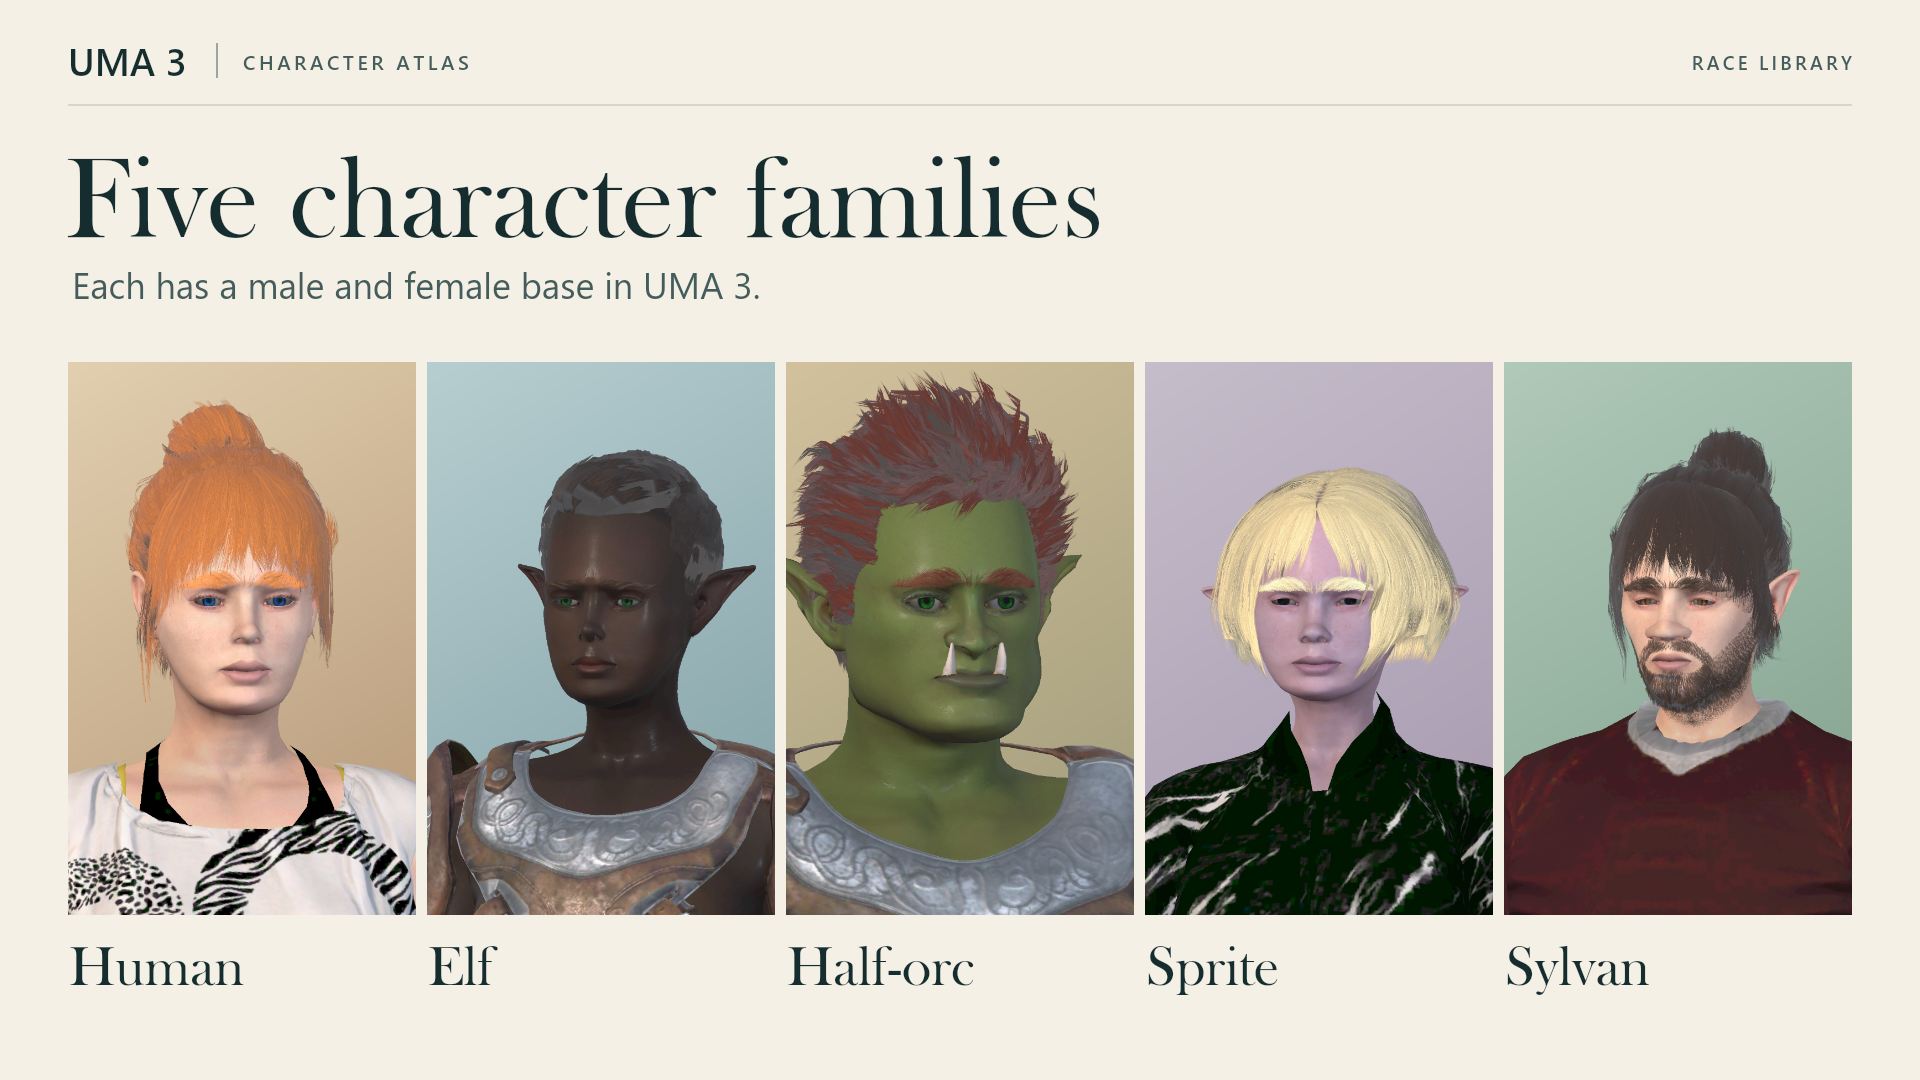 UMA 3
CHARACTER ATLAS
RACE LIBRARY
Five character families
Each has a male and female base in UMA 3.
Human
Elf
Half-orc
Sprite
Sylvan